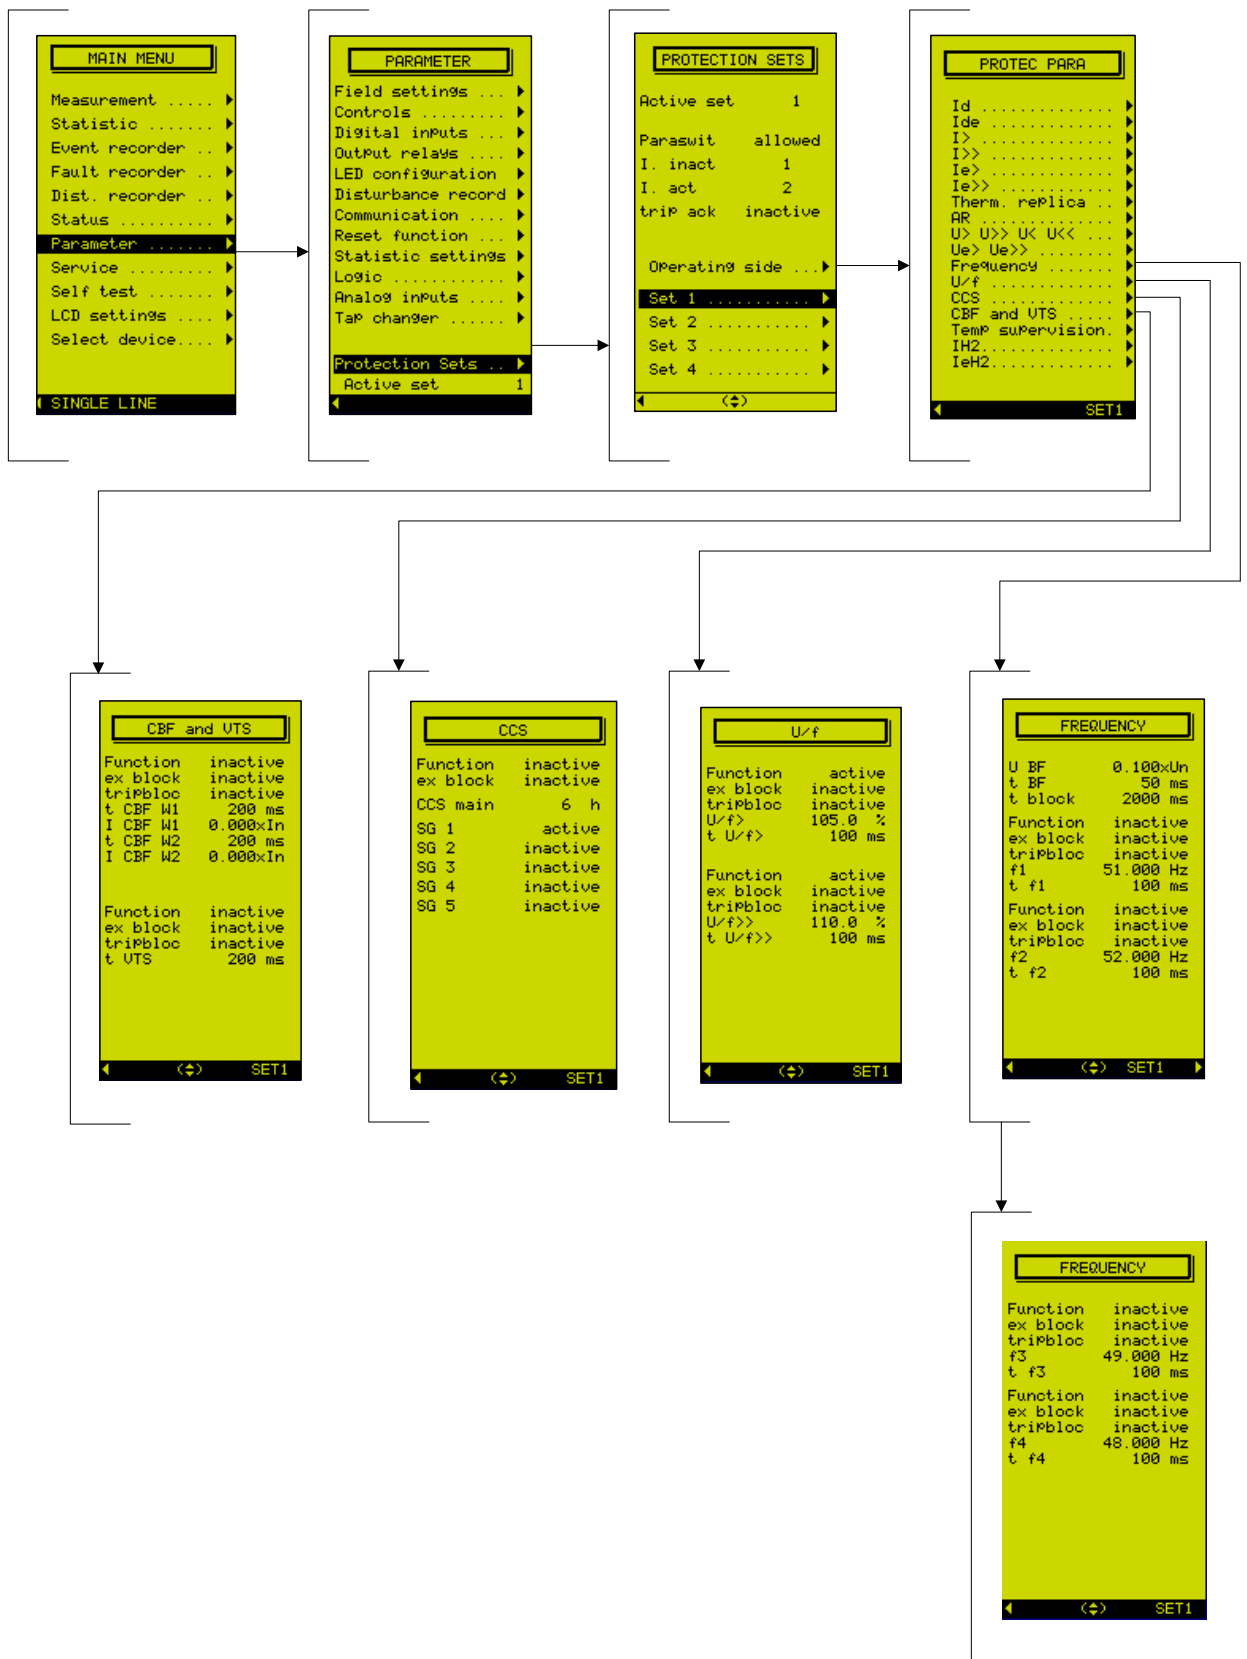 MAIN MENU
Measurement .....
Statistic .......
Event recorder ..
Fault recorder ..
Dist. recorder ..
Status ..........
Parameter .......
Service .........
Self test .......
LCD settings ....
Select device....
SINGLE LINE
PARAMETER
Field settings ...
Controls .........
Digital inputs ...
Output relays ....
LED configuration
Disturbance record
Communication ....
Reset function ...
Statistic settings
Logic ............
Analog inputs ....
Tap changer ......
Protection Sets ..
Active set 1
PROTECTION SETS
Active set 1
Paraswit allowed
I. inact 1
I. act 2
trip ack inactive
Operating side ...
Set 1 ...........
Set 2 ...........
Set 3 ...........
Set 4 ...........
(♦)
PROTEC PARA
Id ..............
Ide .............
I> ..............
I>> .............
Ie> .............
Ie>> ............
Therm. replica ..
AR ..............
U> U>> U< U<< ...
Ue> Ue>> ........
Frequency .......
U/f .............
CCS .............
CBF and VTS .....
Temp supervision.
IH2..............
IeH2.............
SET1
CBF and VTS
Function inactive
ex block inactive
tripbloc inactive
t CBF W1 200 ms
I CBF W1 0.000xIn
t CBF W2 200 ms
I CBF W2 0.000xIn
Function inactive
ex block inactive
tripbloc inactive
t VTS 200 ms
(♦) SET1
CCS
Function inactive
ex block inactive
CCS main 6 h
SG 1 active
SG 2 inactive
SG 3 inactive
SG 4 inactive
SG 5 inactive
(♦) SET1
U/f
Function active
ex block inactive
tripbloc inactive
U/f> 105.0 %
t U/f> 100 ms
Function active
ex block inactive
tripbloc inactive
U/f>> 110.0 %
t U/f>> 100 ms
(♦) SET1
FREQUENCY
U BF 0.100xUn
t BF 50 ms
t block 2000 ms
Function inactive
ex block inactive
tripbloc inactive
f1 51.000 Hz
t f1 100 ms
Function inactive
ex block inactive
tripbloc inactive
f2 52.000 Hz
t f2 100 ms
(♦) SET1
FREQUENCY
Function inactive
ex block inactive
tripbloc inactive
f3 49.000 Hz
t f3 100 ms
Function inactive
ex block inactive
tripbloc inactive
f4 48.000 Hz
t f4 100 ms
(♦) SET1